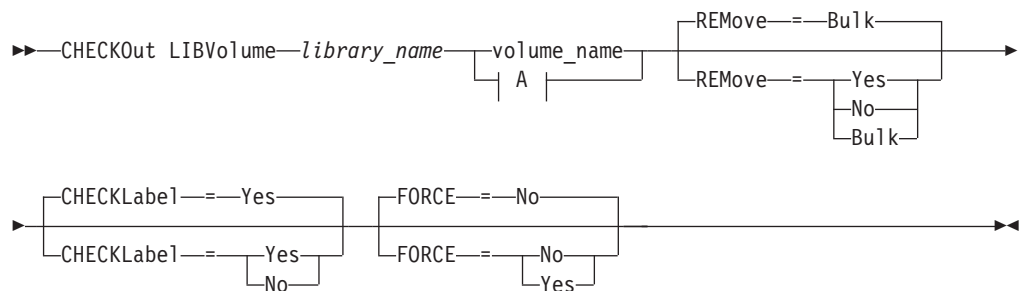 REMove = Bulk
CHECKOut LIBVolume library_name volume_name
A
REMove = Yes
No
Bulk
CHECKLabel = Yes
FORCE = No
CHECKLabel = Yes
No
FORCE = No
Yes